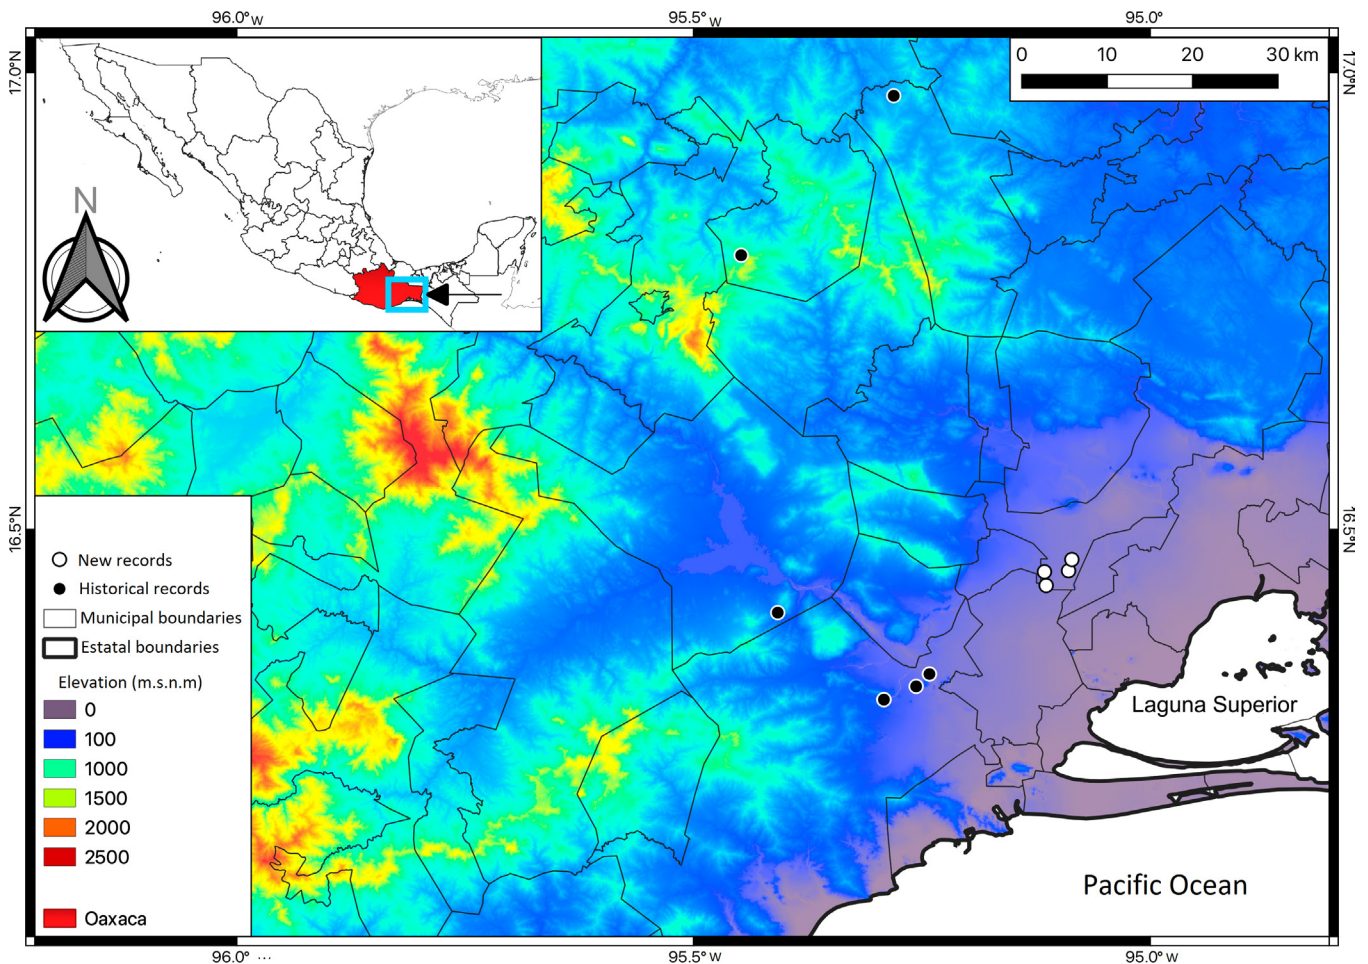 96.0°W
95.5°W
95.0°
17.0°N
17.0°N
0 10 20 30 km
N
16.5°N
16.5°N
New records
Historical records
Municipal boundaries
Estatal boundaries
Elevation (m.s.n.m)
0
100
1000
1500
2000
2500
Oaxaca
Laguna Superior
Pacific Ocean
96.0° ...
95.5°W
95.0°W